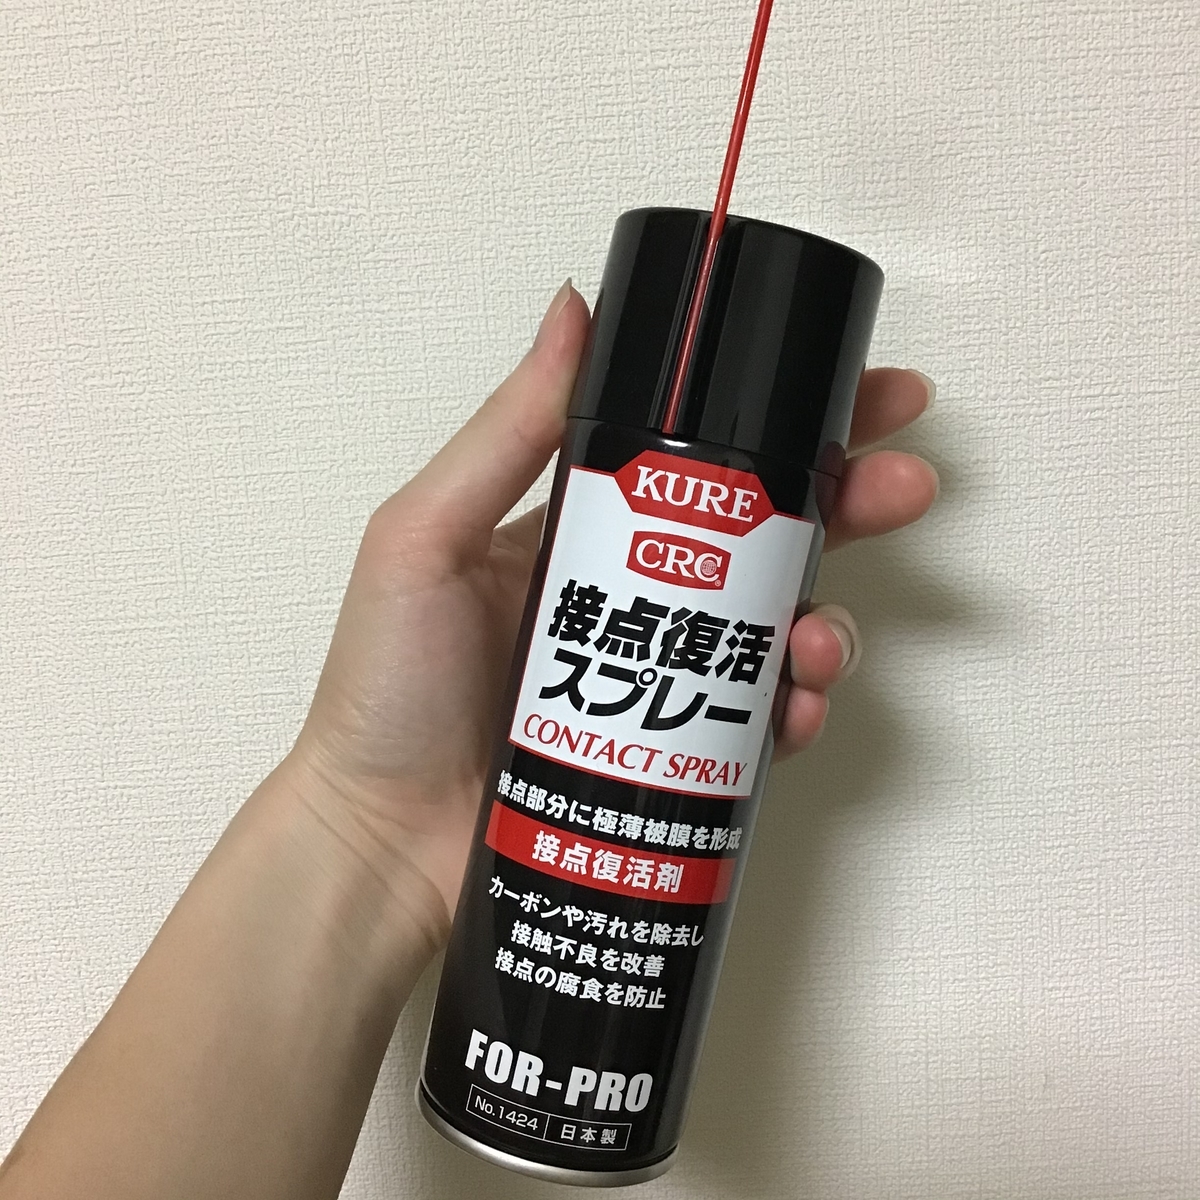 KURE
CRC
接点復活
スプレー
CONTACT SPRAY
接点部分に極薄被膜を形成
接点復活剤
カーボンや汚れを除去し
接触不良を改善
接点の腐食を防止
FOR-PRO
No.1424 日本製